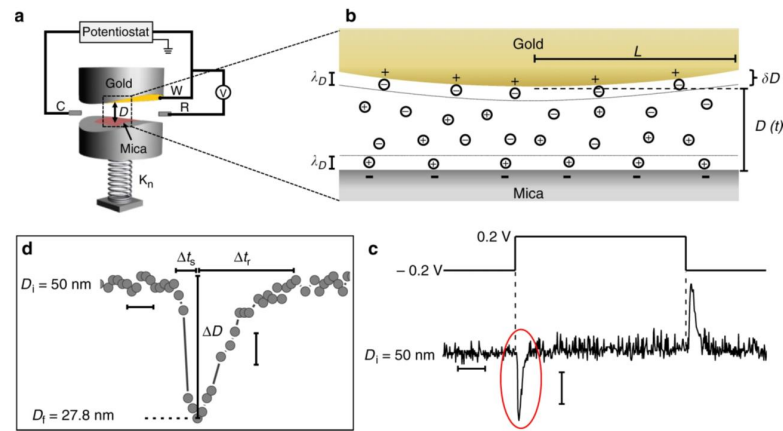 a
Potentiostat
Gold
W
C
D
R
V
Mica
Kn
b
Gold
L
λD
δD
D (t)
λD
Mica
d
Δts
Δtr
Di = 50 nm
ΔD
Df = 27.8 nm
c
0.2 V
– 0.2 V
Di = 50 nm